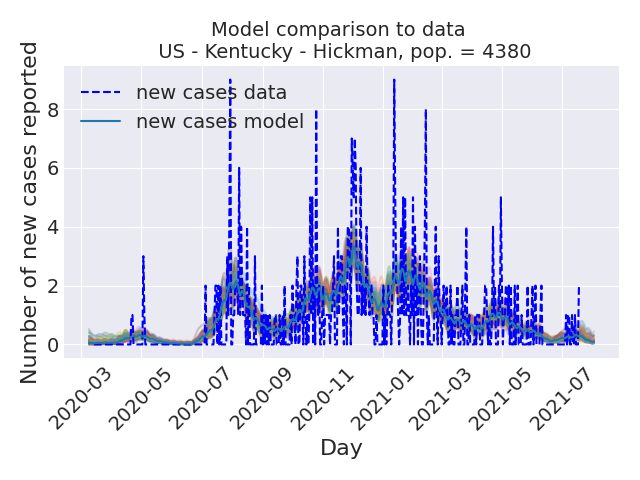 Model comparison to data
US - Kentucky - Hickman, pop. = 4380
Number of new cases reported
new cases data
new cases model
8
6
4
2
0
2020-03
2020-05
2020-07
2020-09
2020-11
2021-01
2021-03
2021-05
2021-07
Day